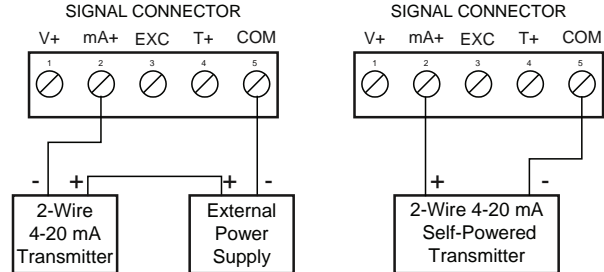 SIGNAL CONNECTOR
V+ mA+ EXC T+ COM
1 2 3 4 5
- + + -
2-Wire
4-20 mA
Transmitter
External
Power
Supply
SIGNAL CONNECTOR
V+ mA+ EXC T+ COM
1 2 3 4 5
+ -
2-Wire 4-20 mA
Self-Powered
Transmitter